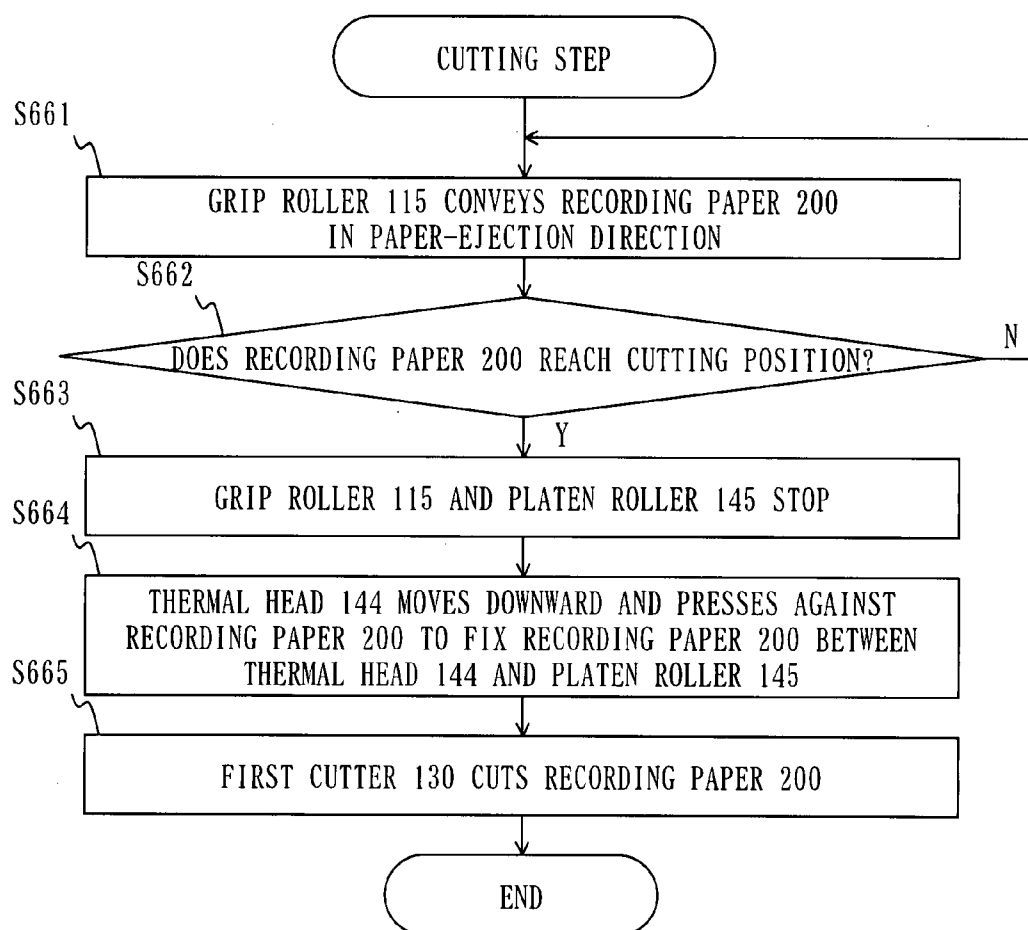 CUTTING STEP
S661
GRIP ROLLER 115 CONVEYS RECORDING PAPER 200
IN PAPER-EJECTION DIRECTION
S662
DOES RECORDING PAPER 200 REACH CUTTING POSITION?
N
Y
S663
GRIP ROLLER 115 AND PLATEN ROLLER 145 STOP
S664
THERMAL HEAD 144 MOVES DOWNWARD AND PRESSES AGAINST
RECORDING PAPER 200 TO FIX RECORDING PAPER 200 BETWEEN
THERMAL HEAD 144 AND PLATEN ROLLER 145
S665
FIRST CUTTER 130 CUTS RECORDING PAPER 200
END